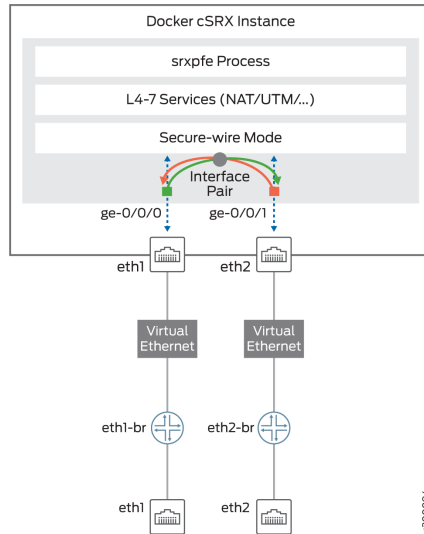 Docker cSRX Instance
srxpfe Process
L4-7 Services (NAT/UTM/...)
Secure-wire Mode
Interface
Pair
ge-0/0/0
ge-0/0/1
eth1
eth2
Virtual
Ethernet
Virtual
Ethernet
eth1-br
eth2-br
eth1
eth2